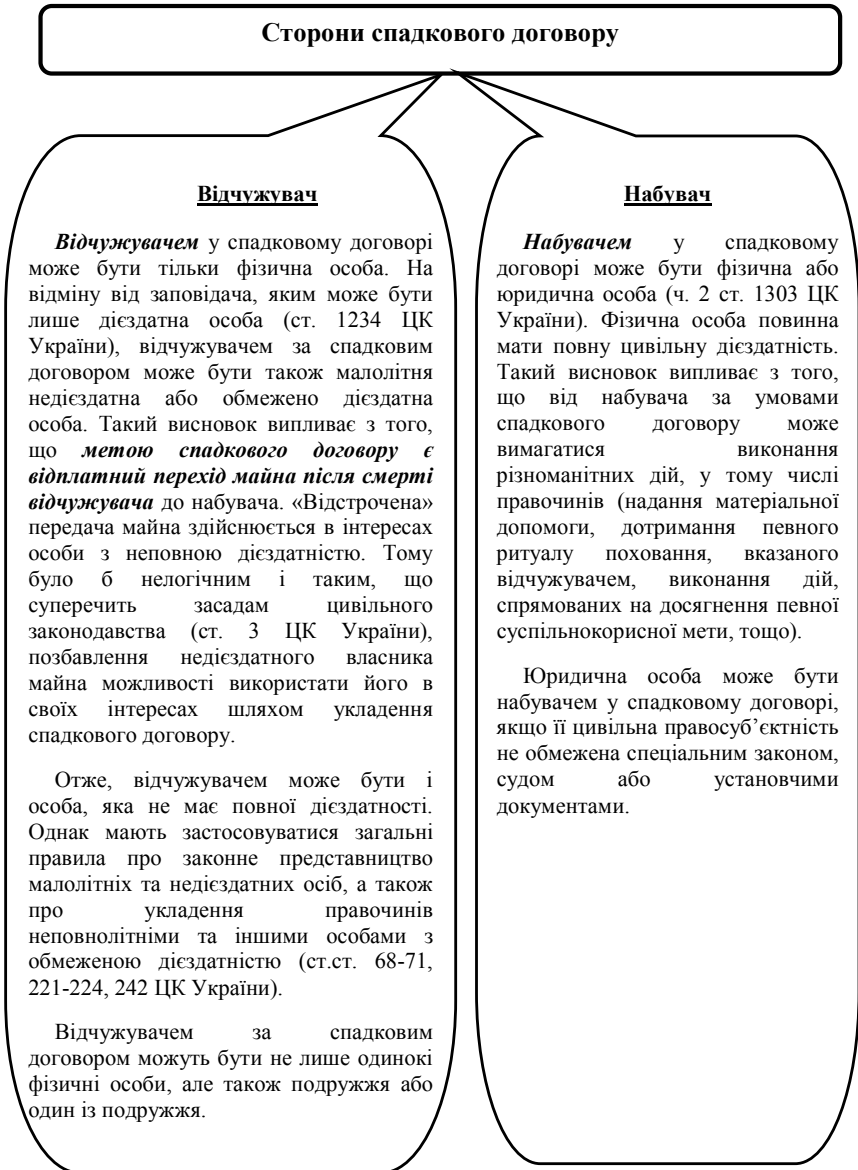 Сторони спадкового договору
Відчужувач
Відчужувачем у спадковому договорі
може бути тільки фізична особа. На
відміну від заповідача, яким може бути
лише дієздатна особа (ст. 1234 ЦК
України), відчужувачем за спадковим
договором може бути також малолітня
недієздатна або обмежено дієздатна
особа. Такий висновок випливає з того,
що метою спадкового договору є
відплатний перехід майна після смерті
відчужувача до набувача. «Відстрочена»
передача майна здійснюється в інтересах
особи з неповною дієздатністю. Тому
було б нелогічним і таким, що
суперечить засадам цивільного
законодавства (ст. 3 ЦК України),
позбавлення недієздатного власника
майна можливості використати його в
своїх інтересах шляхом укладення
спадкового договору.
Отже, відчужувачем може бути і
особа, яка не має повної дієздатності.
Однак мають застосовуватися загальні
правила про законне представництво
малолітніх та недієздатних осіб, а також
про укладення правочинів
неповнолітніми та іншими особами з
обмеженою дієздатністю (ст.ст. 68-71,
221-224, 242 ЦК України).
Відчужувачем за спадковим
договором можуть бути не лише одинокі
фізичні особи, але також подружжя або
один із подружжя.
Набувач
Набувачем у спадковому
договорі може бути фізична або
юридична особа (ч. 2 ст. 1303 ЦК
України). Фізична особа повинна
мати повну цивільну дієздатність.
Такий висновок випливає з того,
що від набувача за умовами
спадкового договору може
вимагатися виконання
різноманітних дій, у тому числі
правочинів (надання матеріальної
допомоги, дотримання певного
ритуалу поховання, вказаного
відчужувачем, виконання дій,
спрямованих на досягнення певної
суспільнокорисної мети, тощо).
Юридична особа може бути
набувачем у спадковому договорі,
якщо її цивільна правосуб’єктність
не обмежена спеціальним законом,
судом або установчими
документами.